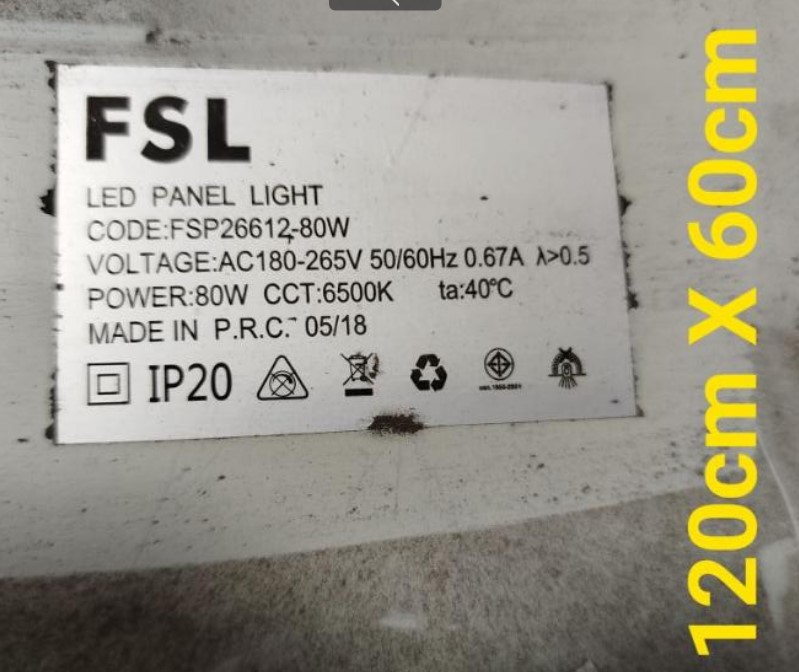 FSL
LED PANEL LIGHT
CODE:FSP26612-80W
VOLTAGE:AC180-265V 50/60Hz 0.67A λ>0.5
POWER:80W CCT:6500K ta:40°C
MADE IN P.R.C. 05/18
IP20
120cm X 60cm